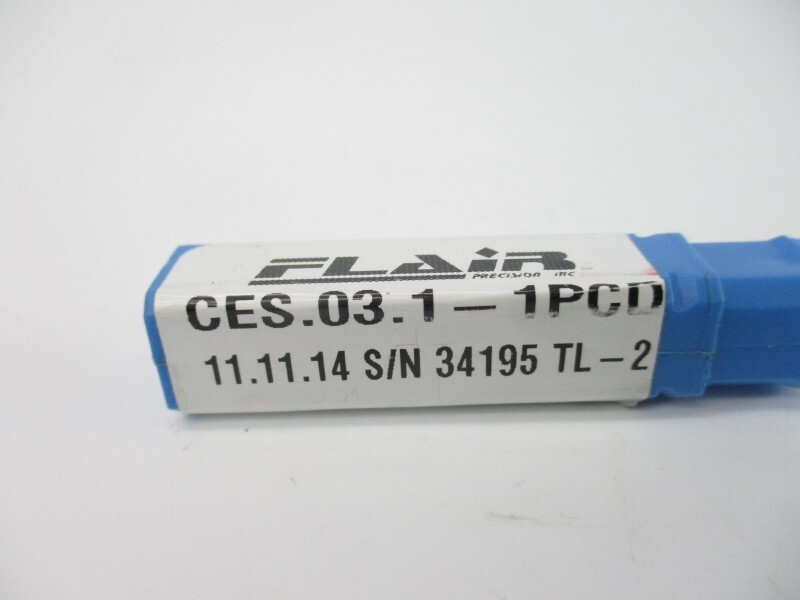 FLAIR
PRECISION INC
CES.03.1-1PCD
11.11.14 S/N 34195 TL-2